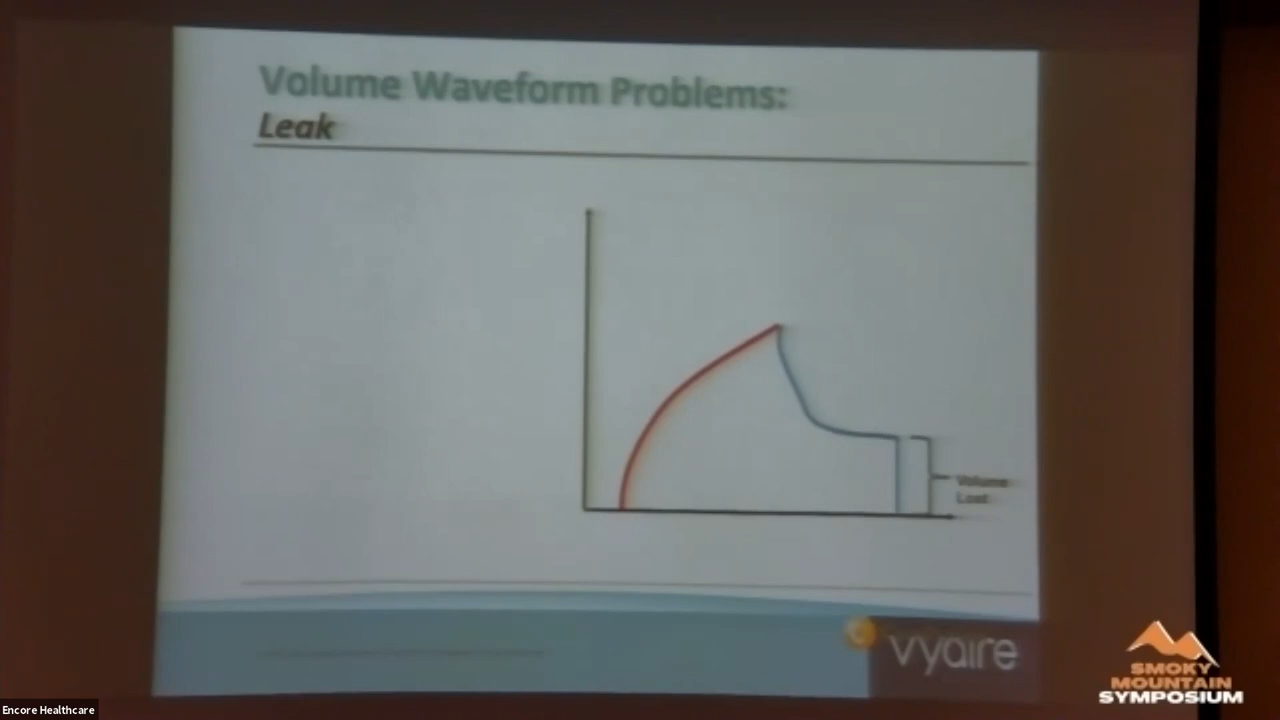 Volume Waveform Problems:
Leak
Volume
Lost
vyaire
SMOKY
MOUNTAIN
SYMPOSIUM
Encore Healthcare